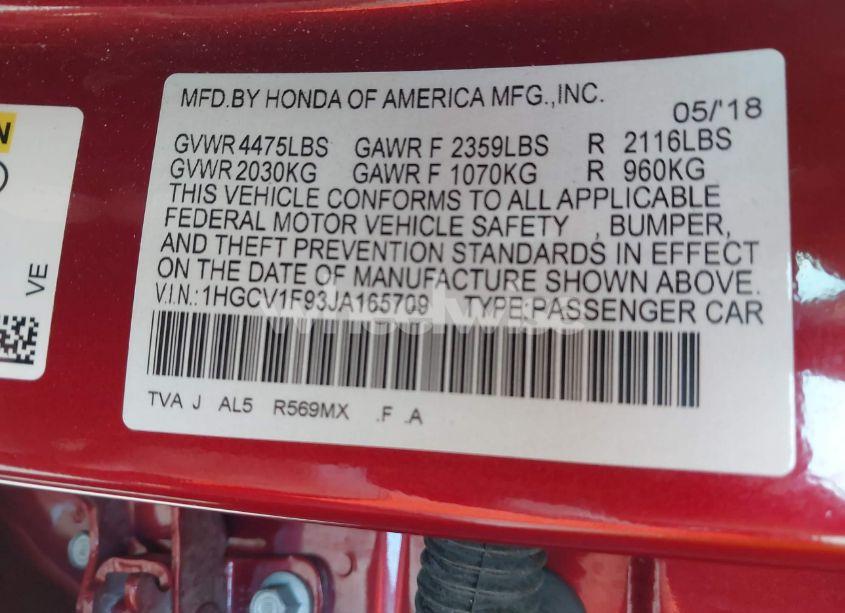 MFD.BY HONDA OF AMERICA MFG.,INC. 05/'18
GVWR 4475LBS GAWR F 2359LBS R 2116LBS
GVWR 2030KG GAWR F 1070KG R 960KG
THIS VEHICLE CONFORMS TO ALL APPLICABLE
FEDERAL MOTOR VEHICLE SAFETY , BUMPER,
AND THEFT PREVENTION STANDARDS IN EFFECT
ON THE DATE OF MANUFACTURE SHOWN ABOVE.
V.I.N.: 1HGCV1F93JA165709 TYPE:PASSENGER CAR
wheelwise
TVA J AL5 R569MX .F .A
N
VE